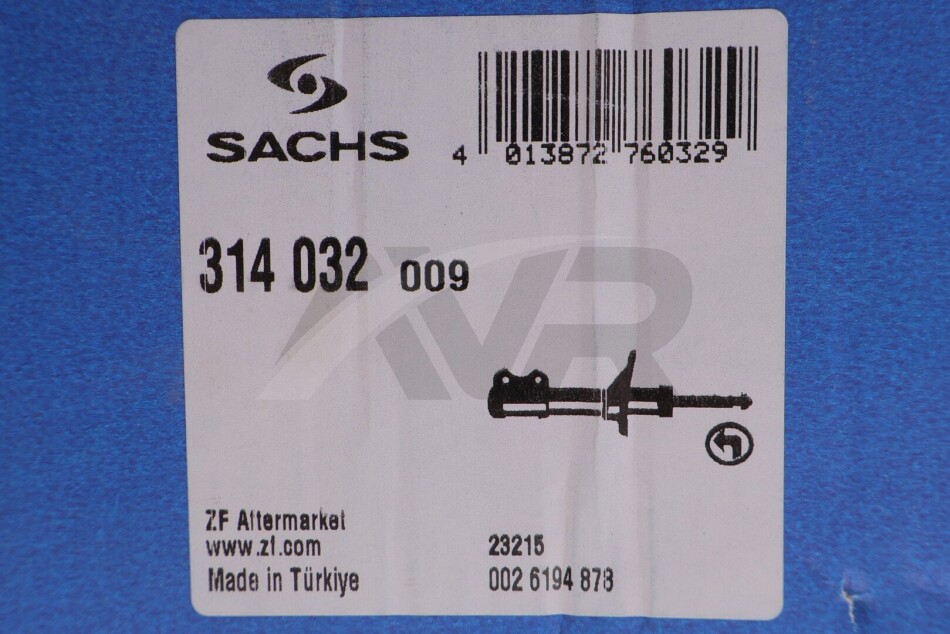 SACHS
4 013872 760329
314 032 009
AVR
ZF Aftermarket
www.zf.com
Made in Türkiye
23215
002 6194 878